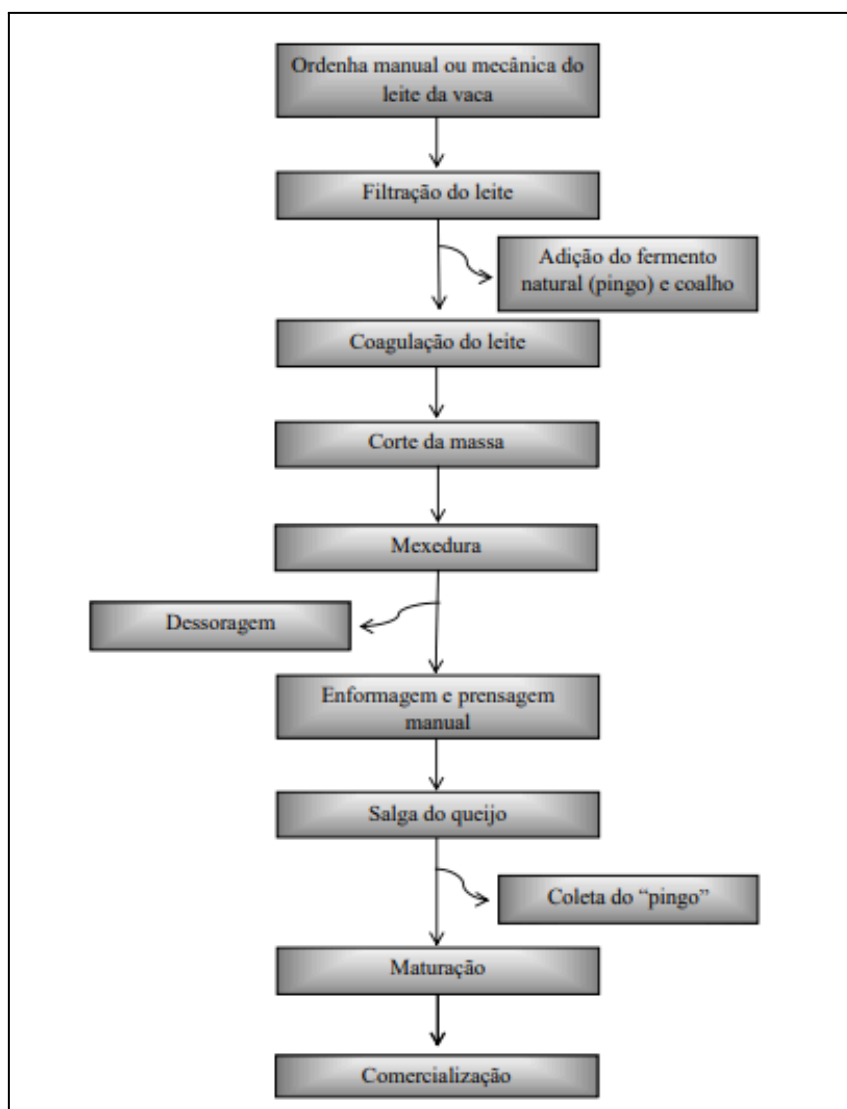 Ordenha manual ou mecânica do
leite da vaca
Filtração do leite
Adição do fermento
natural (pingo) e coalho
Coagulação do leite
Corte da massa
Mexedura
Dessoragem
Enformagem e prensagem
manual
Salga do queijo
Coleta do “pingo”
Maturação
Comercialização